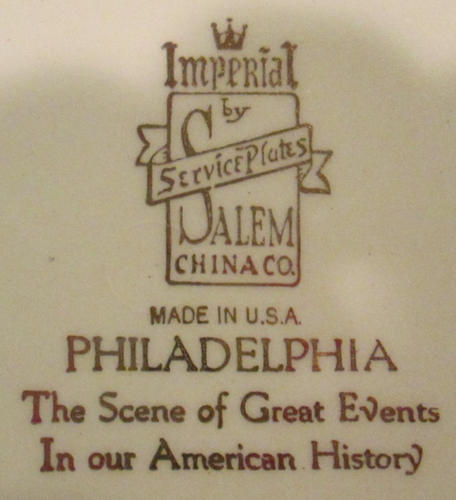 Imperial
by
Service Plates
SALEM
CHINA CO.
MADE IN U.S.A.
PHILADELPHIA
The Scene of Great Events
In our American History